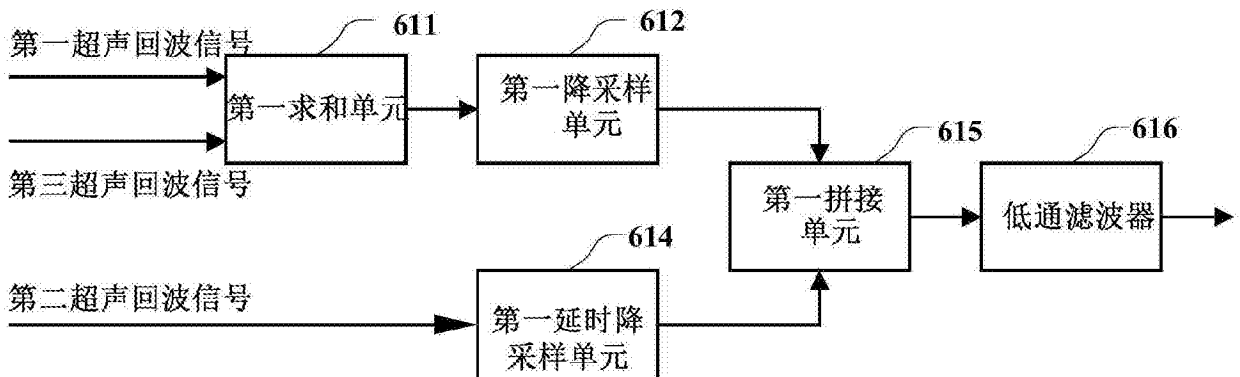 611
612
第一超声回波信号
第一求和单元
第一降采样
单元
第三超声回波信号
615
616
第一拼接
单元
低通滤波器
614
第二超声回波信号
第一延时降
采样单元